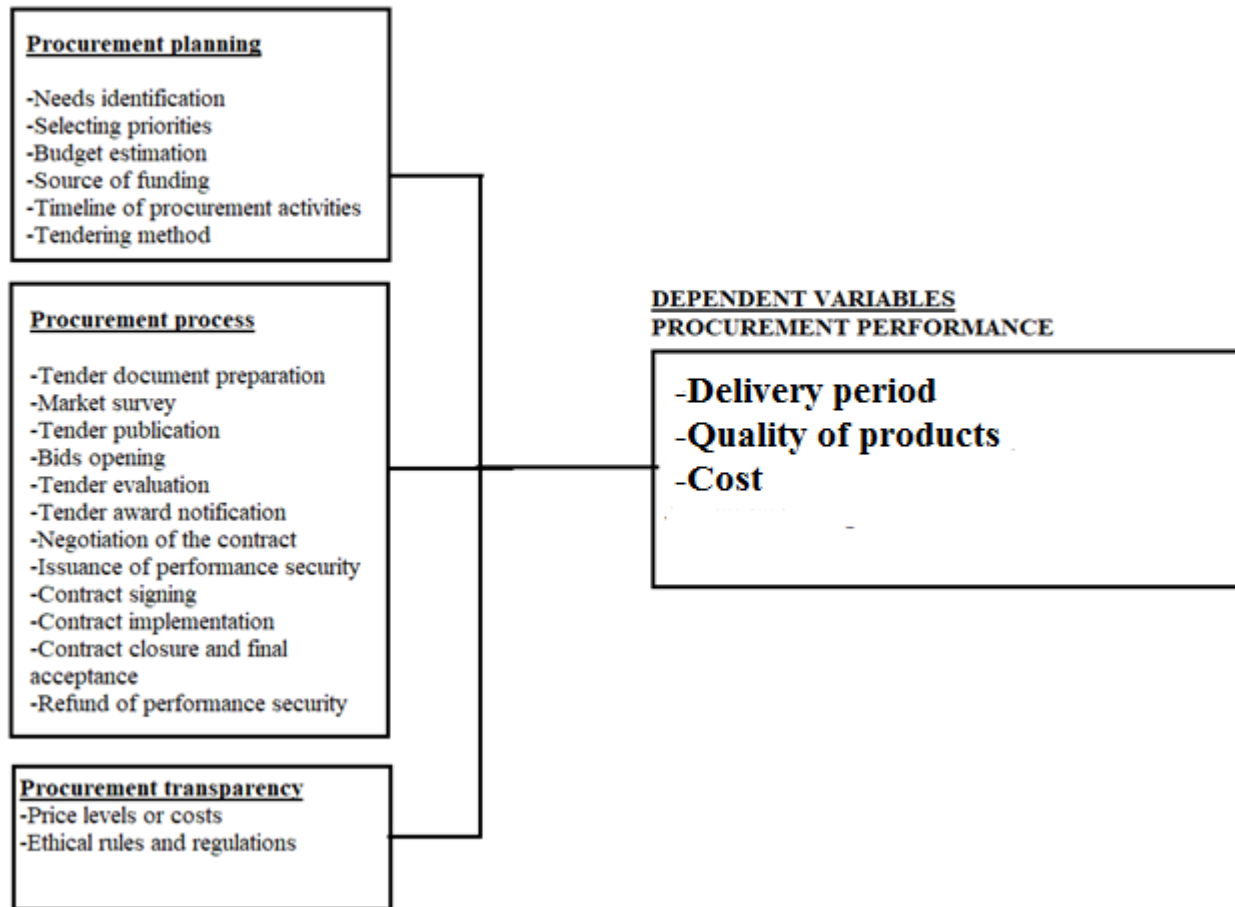 Procurement planning
-Needs identification
-Selecting priorities
-Budget estimation
-Source of funding
-Timeline of procurement activities
-Tendering method
Procurement process
-Tender document preparation
-Market survey
-Tender publication
-Bids opening
-Tender evaluation
-Tender award notification
-Negotiation of the contract
-Issuance of performance security
-Contract signing
-Contract implementation
-Contract closure and final
acceptance
-Refund of performance security
Procurement transparency
-Price levels or costs
-Ethical rules and regulations
DEPENDENT VARIABLES
PROCUREMENT PERFORMANCE
-Delivery period
-Quality of products
-Cost